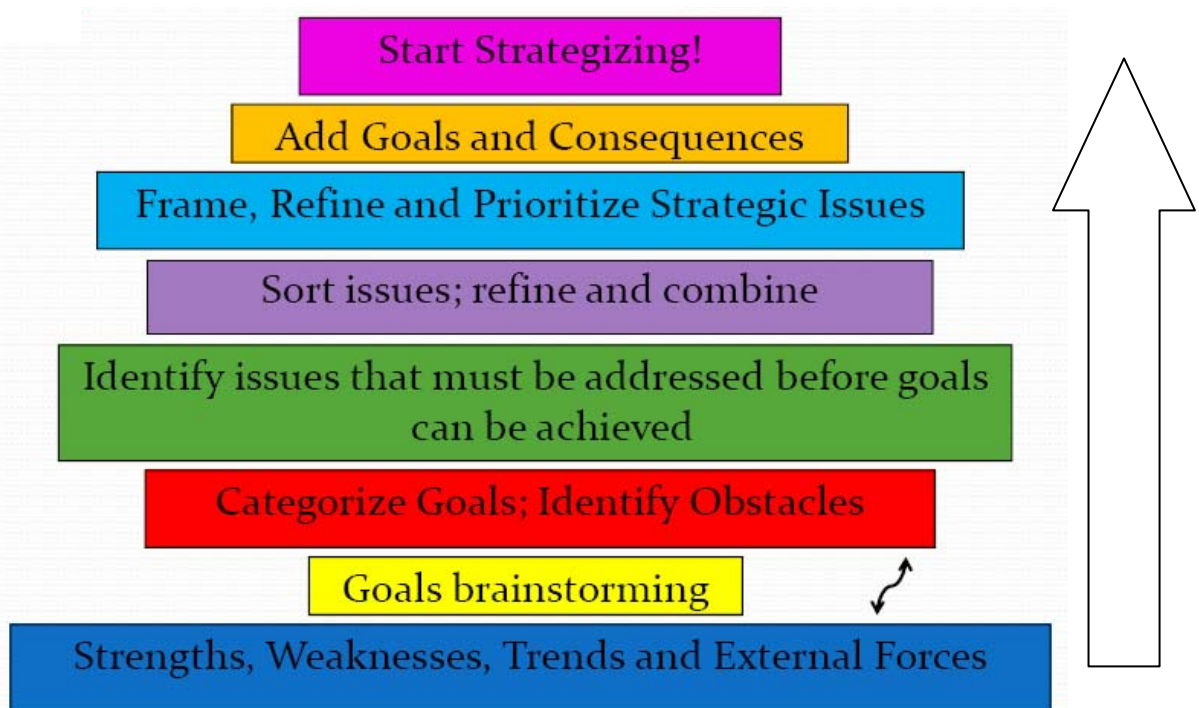 Start Strategizing!
Add Goals and Consequences
Frame, Refine and Prioritize Strategic Issues
Sort issues; refine and combine
Identify issues that must be addressed before goals
can be achieved
Categorize Goals; Identify Obstacles
Goals brainstorming
Strengths, Weaknesses, Trends and External Forces